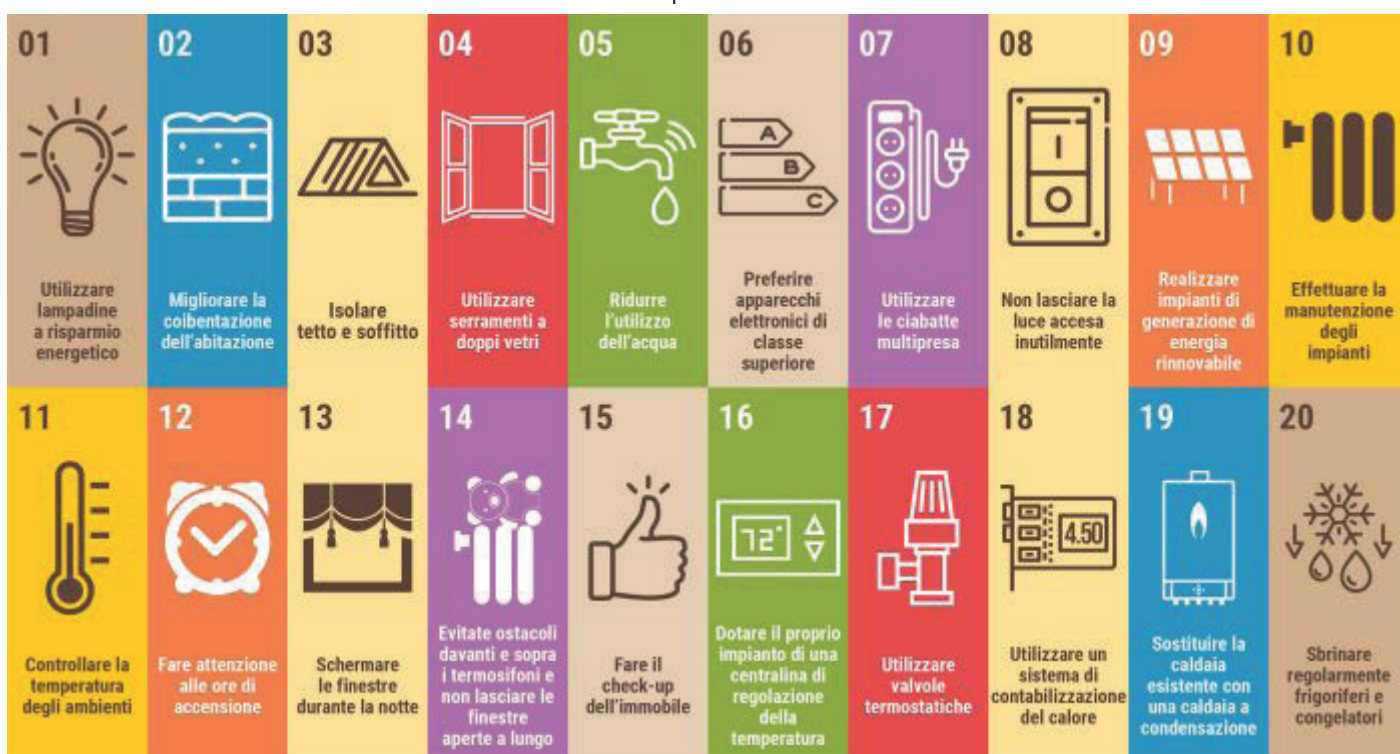 01
Utilizzare
lampadine
a risparmio
energetico
02
Migliorare la
coibentazione
dell'abitazione
03
Isolare
tetto e soffitto
04
Utilizzare
serramenti a
doppi vetri
05
Ridurre
l'utilizzo
dell'acqua
06
A
B
C
Preferire
apparecchi
elettronici di
classe
superiore
07
Utilizzare
le ciabatte
multipresa
08
Non lasciare la
luce accesa
inutilmente
09
Realizzare
impianti di
generazione di
energia
rinnovabile
10
Effettuare la
manutenzione
degli
impianti
11
Controllare la
temperatura
degli ambienti
12
Fare attenzione
alle ore di
accensione
13
Schermare
le finestre
durante la notte
14
Evitate ostacoli
davanti e sopra
i termosifoni e
non lasciare le
finestre
aperte a lungo
15
Fare il
check-up
dell'immobile
16
72°
Dotare il proprio
impianto di una
centralina di
regolazione
della
temperatura
17
Utilizzare
valvole
termostatiche
18
4.50
Utilizzare un
sistema di
contabilizzazione
del calore
19
Sostituire la
caldaia
esistente con
una caldaia a
condensazione
20
Sbrinare
regolarmente
frigoriferi e
congelatori